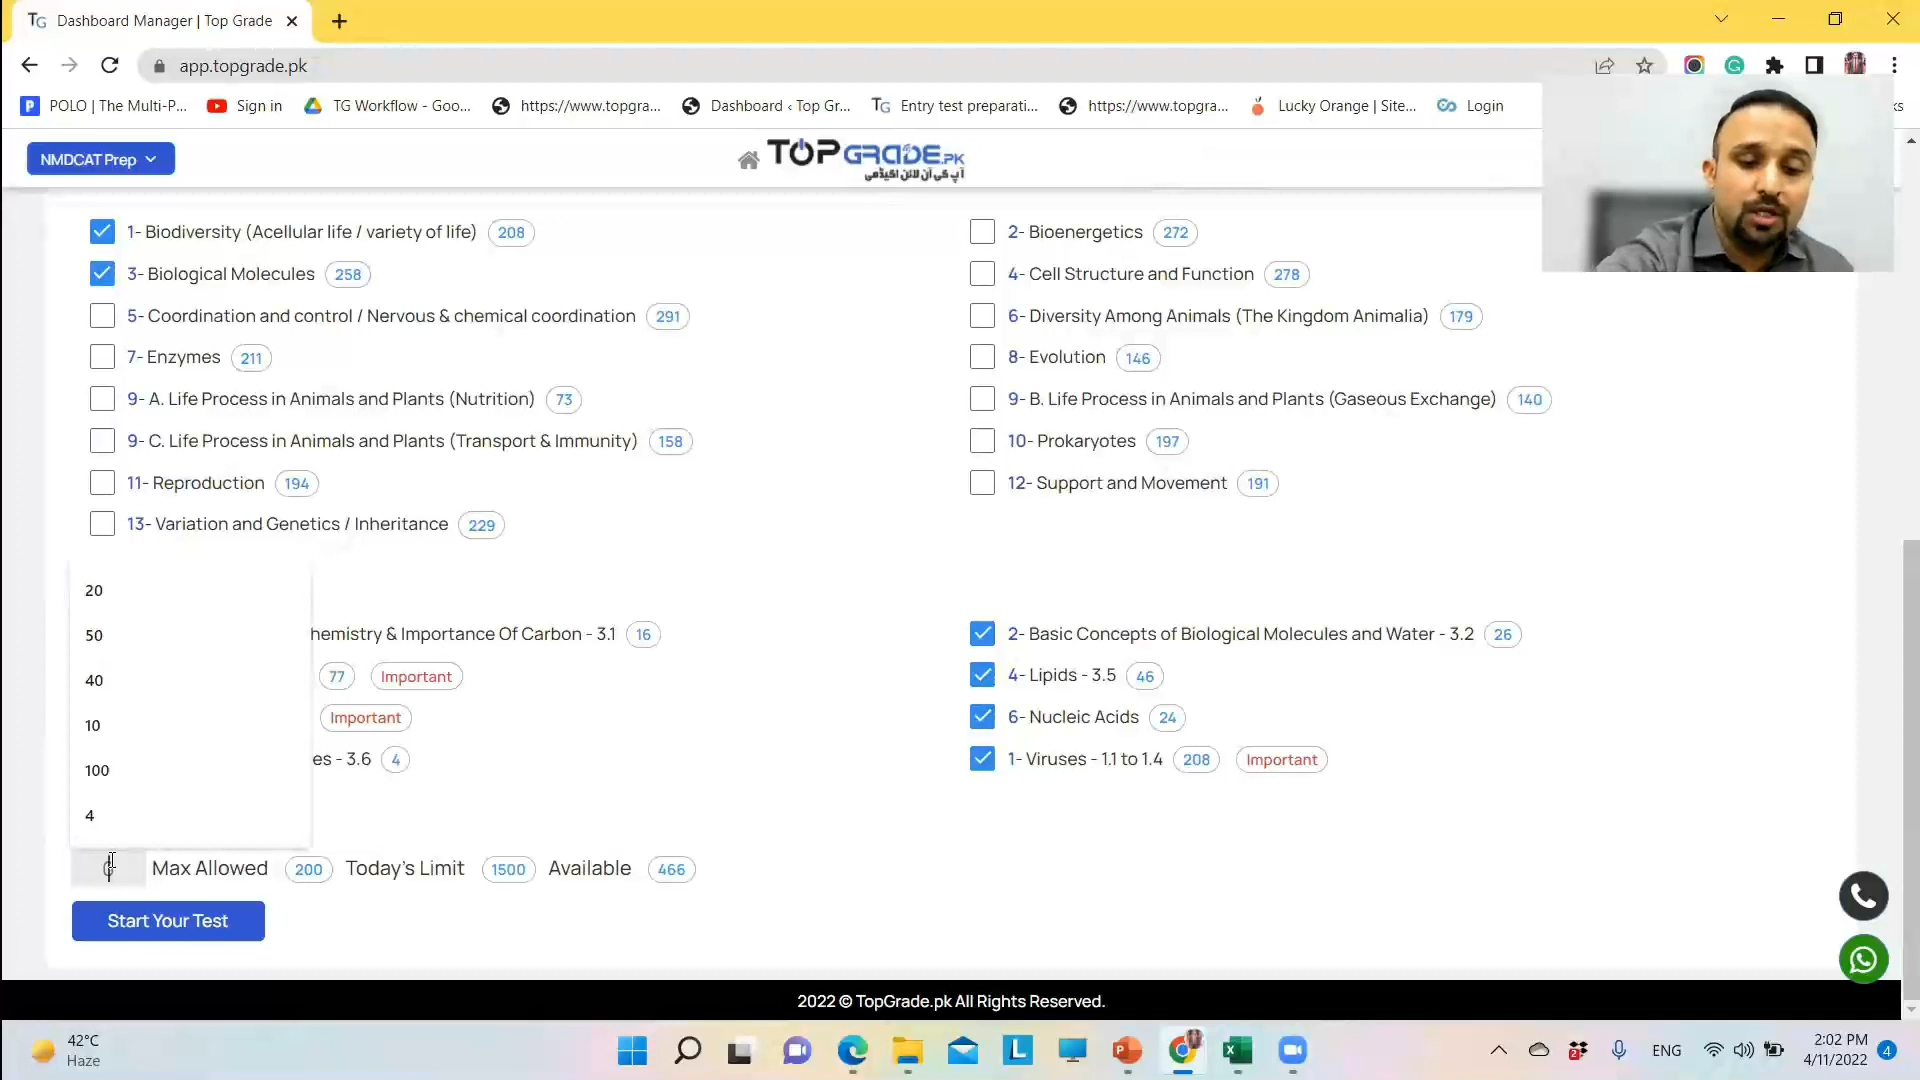 Dashboard Manager | Top Grade
app.topgrade.pk
POLO | The Multi-P...
Sign in
TG Workflow - Goo...
https://www.topgra...
Dashboard ‹ Top Gr...
Entry test preparati...
https://www.topgra...
Lucky Orange | Site...
Login
NMDCAT Prep
TOPGRADE.PK
آپ کی آن لائن اکیڈمی
1- Biodiversity (Acellular life / variety of life) 208
2- Bioenergetics 272
3- Biological Molecules 258
4- Cell Structure and Function 278
5- Coordination and control / Nervous & chemical coordination 291
6- Diversity Among Animals (The Kingdom Animalia) 179
7- Enzymes 211
8- Evolution 146
9- A. Life Process in Animals and Plants (Nutrition) 73
9- B. Life Process in Animals and Plants (Gaseous Exchange) 140
9- C. Life Process in Animals and Plants (Transport & Immunity) 158
10- Prokaryotes 197
11- Reproduction 194
12- Support and Movement 191
13- Variation and Genetics / Inheritance 229
20
50
40
10
100
4
hemistry & Importance Of Carbon - 3.1 16
2- Basic Concepts of Biological Molecules and Water - 3.2 26
77 Important
4- Lipids - 3.5 46
Important
6- Nucleic Acids 24
es - 3.6 4
1- Viruses - 1.1 to 1.4 208 Important
Max Allowed 200 Today's Limit 1500 Available 466
Start Your Test
2022 © TopGrade.pk All Rights Reserved.
42°C
Haze
ENG
2:02 PM
4/11/2022
4